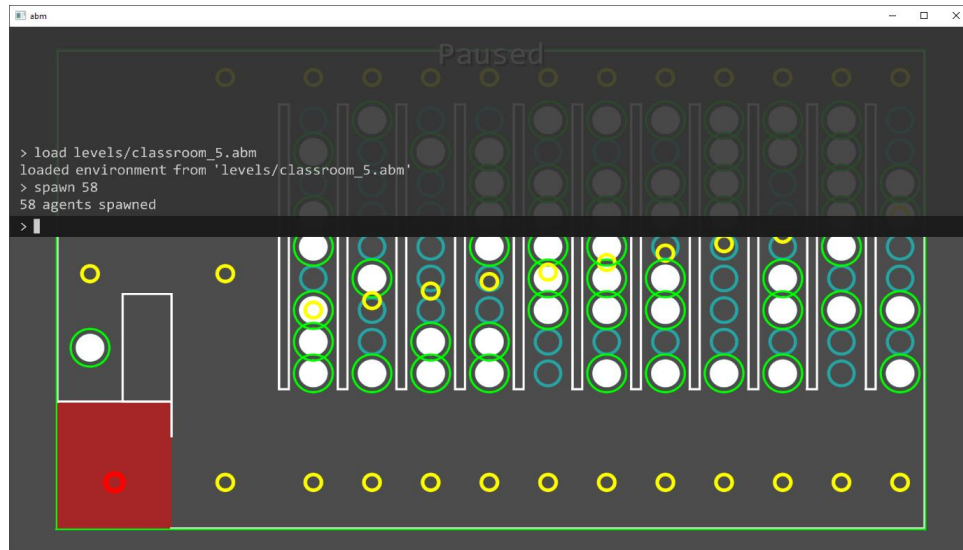 abm
Paused
> load levels/classroom_5.abm
loaded environment from 'levels/classroom_5.abm'
> spawn 58
58 agents spawned
>